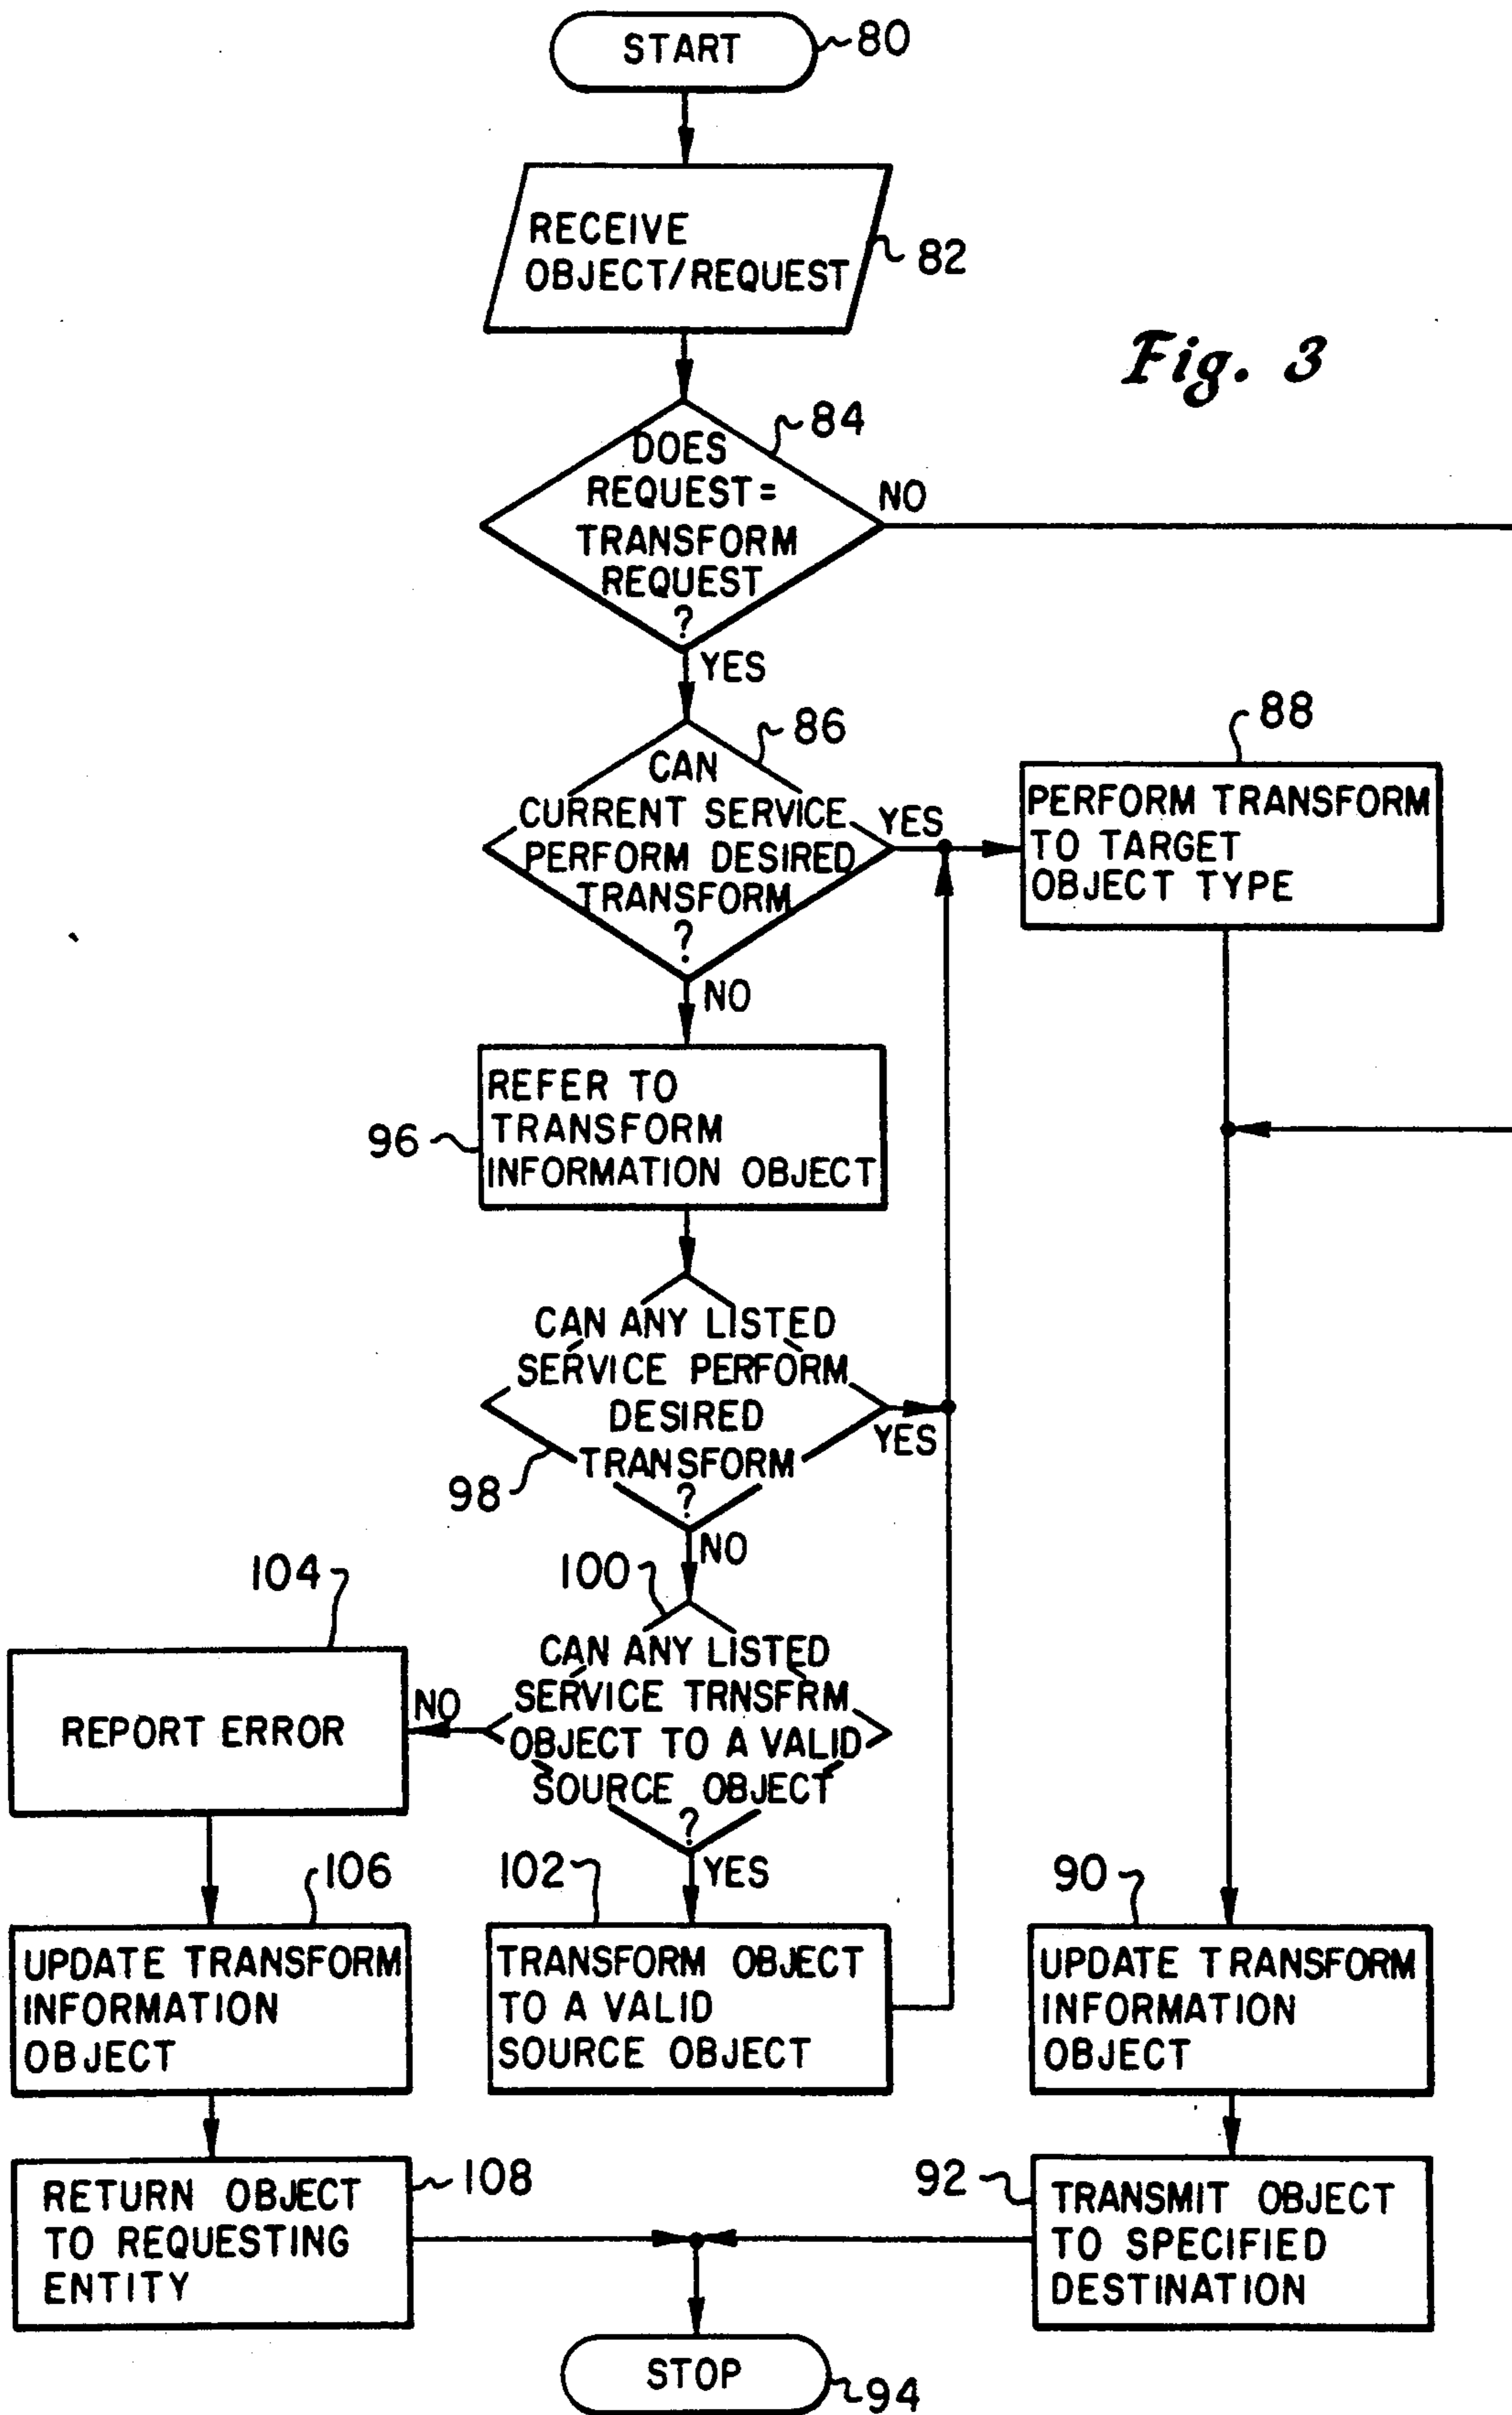 START
80
RECEIVE
OBJECT/REQUEST
82
Fig. 3
84
DOES
REQUEST =
TRANSFORM
REQUEST
?
NO
YES
86
CAN
CURRENT SERVICE
PERFORM DESIRED
TRANSFORM
?
YES
NO
88
PERFORM TRANSFORM
TO TARGET
OBJECT TYPE
96
REFER TO
TRANSFORM
INFORMATION OBJECT
CAN ANY LISTED
SERVICE PERFORM
DESIRED
TRANSFORM
?
98
YES
NO
100
CAN ANY LISTED
SERVICE TRNSFRM
OBJECT TO A VALID
SOURCE OBJECT
?
NO
YES
104
REPORT ERROR
106
UPDATE TRANSFORM
INFORMATION
OBJECT
102
TRANSFORM OBJECT
TO A VALID
SOURCE OBJECT
90
UPDATE TRANSFORM
INFORMATION
OBJECT
108
RETURN OBJECT
TO REQUESTING
ENTITY
92
TRANSMIT OBJECT
TO SPECIFIED
DESTINATION
STOP
94